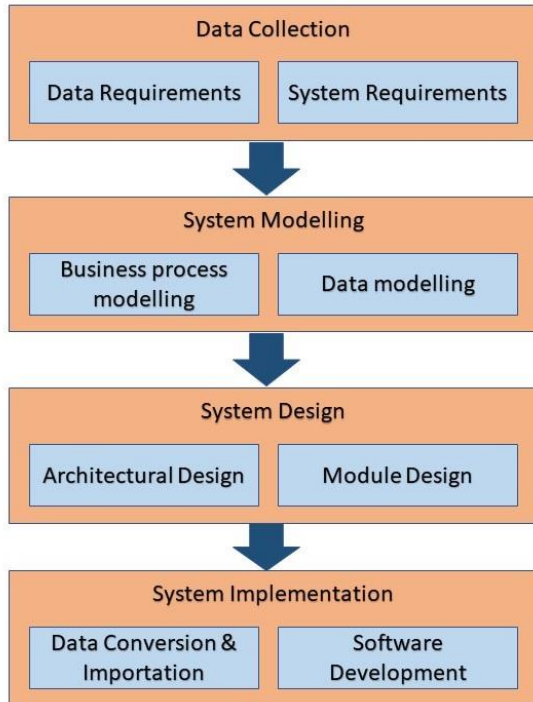 Data Collection
Data Requirements
System Requirements
System Modelling
Business process
modelling
Data modelling
System Design
Architectural Design
Module Design
System Implementation
Data Conversion &
Importation
Software
Development